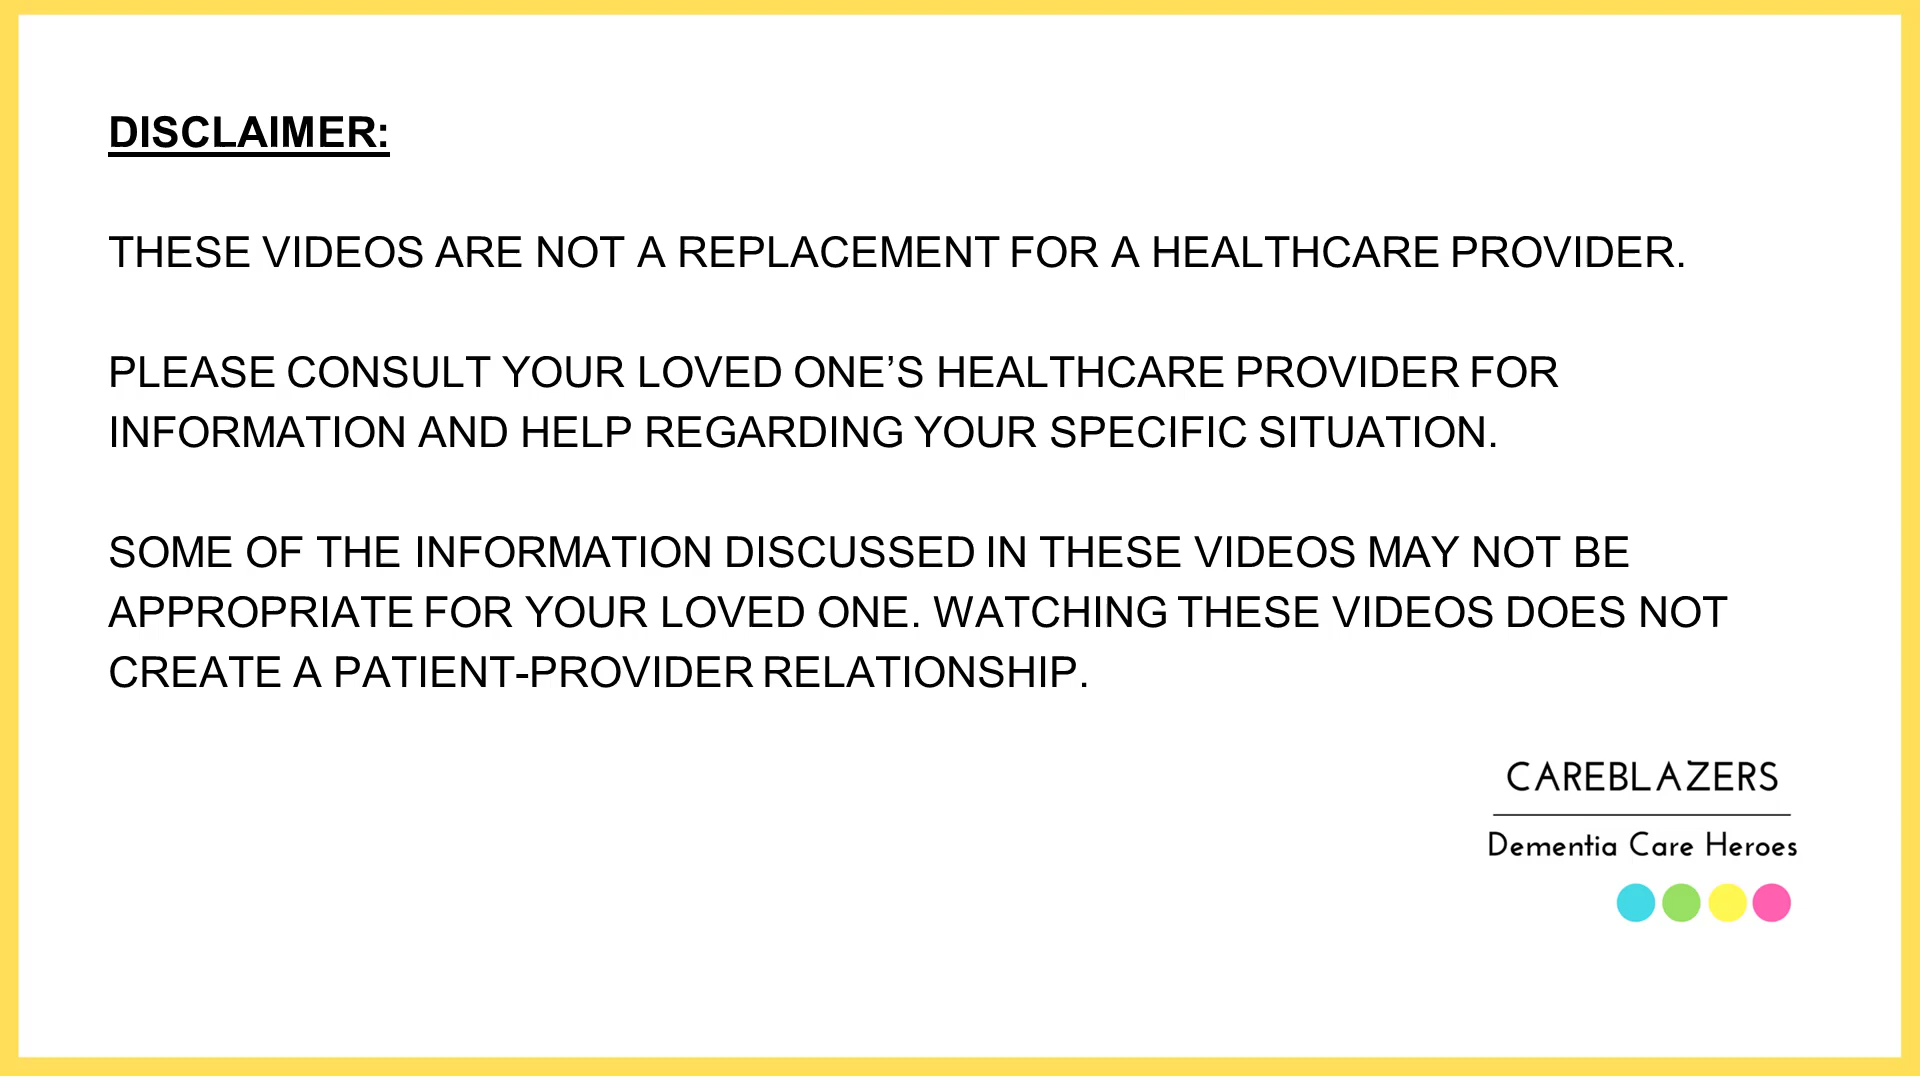 DISCLAIMER:
THESE VIDEOS ARE NOT A REPLACEMENT FOR A HEALTHCARE PROVIDER.
PLEASE CONSULT YOUR LOVED ONE’S HEALTHCARE PROVIDER FOR
INFORMATION AND HELP REGARDING YOUR SPECIFIC SITUATION.
SOME OF THE INFORMATION DISCUSSED IN THESE VIDEOS MAY NOT BE
APPROPRIATE FOR YOUR LOVED ONE. WATCHING THESE VIDEOS DOES NOT
CREATE A PATIENT-PROVIDER RELATIONSHIP.
CAREBLAZERS
Dementia Care Heroes